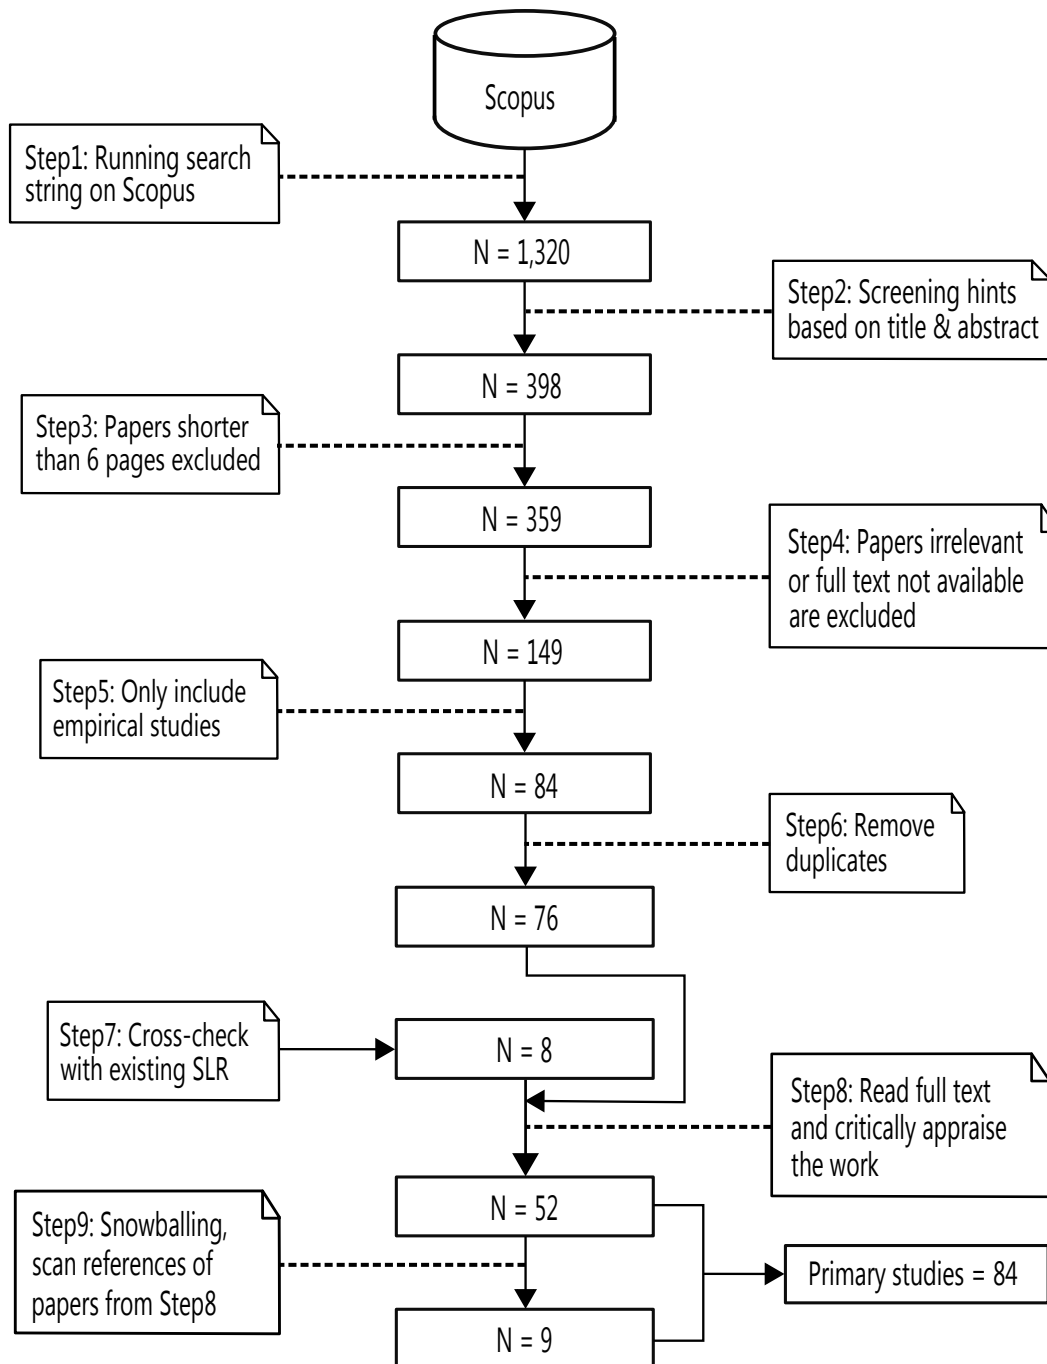 Scopus
Step1: Running search
string on Scopus
N = 1,320
Step2: Screening hints
based on title & abstract
N = 398
Step3: Papers shorter
than 6 pages excluded
N = 359
Step4: Papers irrelevant
or full text not available
are excluded
N = 149
Step5: Only include
empirical studies
N = 84
Step6: Remove
duplicates
N = 76
Step7: Cross-check
with existing SLR
N = 8
Step8: Read full text
and critically appraise
the work
N = 52
Step9: Snowballing,
scan references of
papers from Step8
Primary studies = 84
N = 9